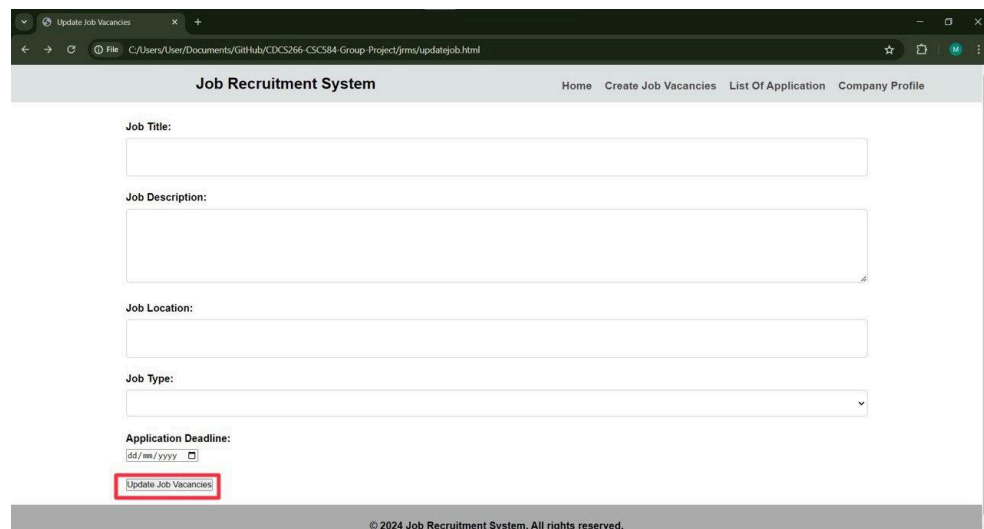 Update Job Vacancies
File C:/Users/User/Documents/GitHub/CDCS266-CSC584-Group-Project/jrms/updatejob.html
M
Job Recruitment System
Home Create Job Vacancies List Of Application Company Profile
Job Title:
Job Description:
Job Location:
Job Type:
Application Deadline:
dd/mm/yyyy
Update Job Vacancies
© 2024 Job Recruitment System. All rights reserved.